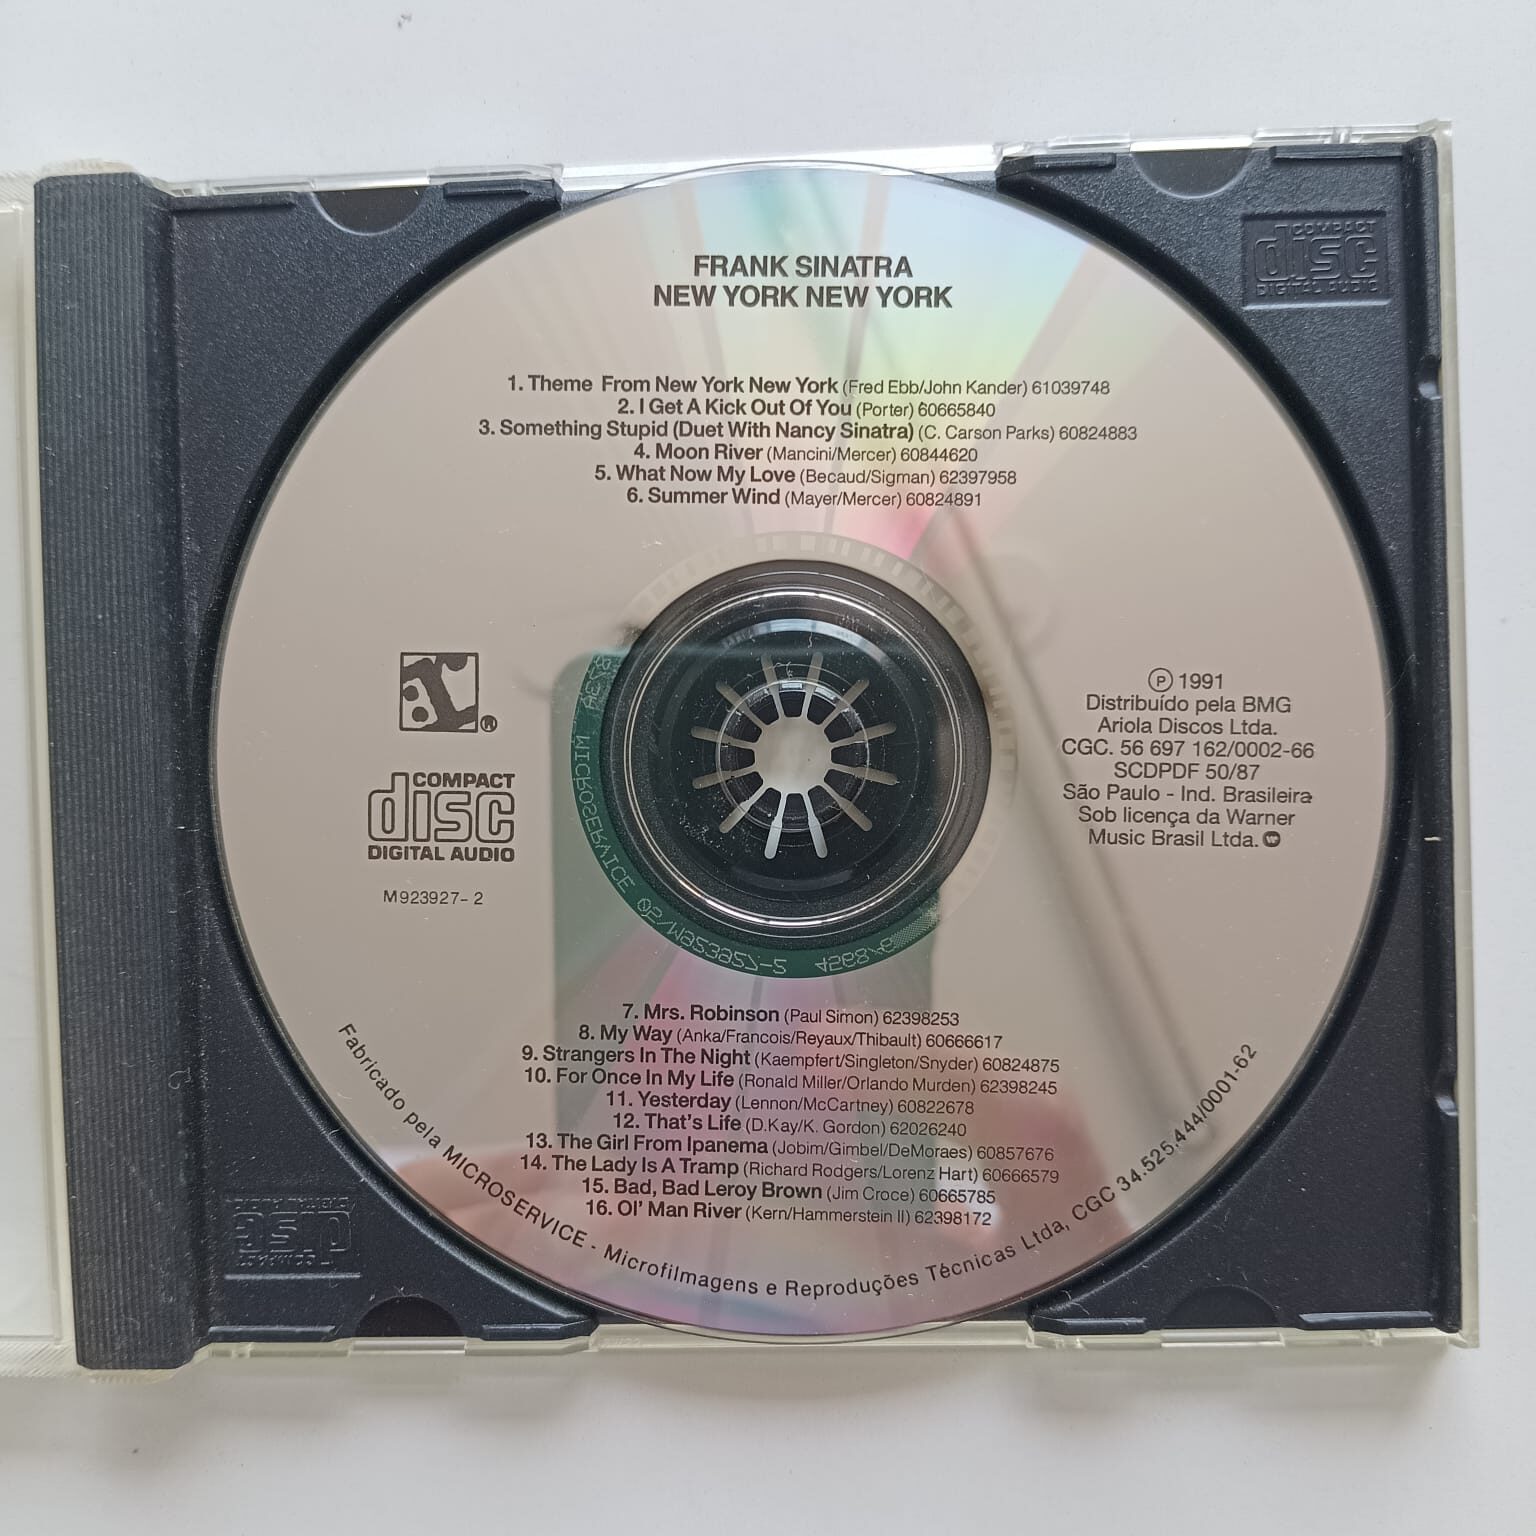 FRANK SINATRA
NEW YORK NEW YORK
1. Theme From New York New York (Fred Ebb/John Kander) 61039748
2. I Get A Kick Out Of You (Porter) 60665840
3. Something Stupid (Duet With Nancy Sinatra) (C. Carson Parks) 60824883
4. Moon River (Mancini/Mercer) 60844620
5. What Now My Love (Becaud/Sigman) 62397958
6. Summer Wind (Mayer/Mercer) 60824891
COMPACT
disc
DIGITAL AUDIO
®
COMPACT
disc
DIGITAL AUDIO
M923927-2
Ⓟ 1991
Distribuído pela BMG
Ariola Discos Ltda.
CGC. 56 697 162/0002-66
SCDPDF 50/87
São Paulo - Ind. Brasileira
Sob licença da Warner
Music Brasil Ltda.
MICROSERVICE
7. Mrs. Robinson (Paul Simon) 62398253
8. My Way (Anka/Francois/Reyaux/Thibault) 60666617
9. Strangers In The Night (Kaempfert/Singleton/Snyder) 60824875
10. For Once In My Life (Ronald Miller/Orlando Murden) 62398245
11. Yesterday (Lennon/McCartney) 60822678
12. That's Life (D.Kay/K. Gordon) 62026240
13. The Girl From Ipanema (Jobim/Gimbel/DeMoraes) 60857676
14. The Lady Is A Tramp (Richard Rodgers/Lorenz Hart) 60666579
15. Bad, Bad Leroy Brown (Jim Croce) 60665785
16. Ol' Man River (Kern/Hammerstein II) 62398172
Fabricado pela MICROSERVICE - Microfilmagens e Reproduções Técnicas Ltda, CGC 34.525.444/0001-62